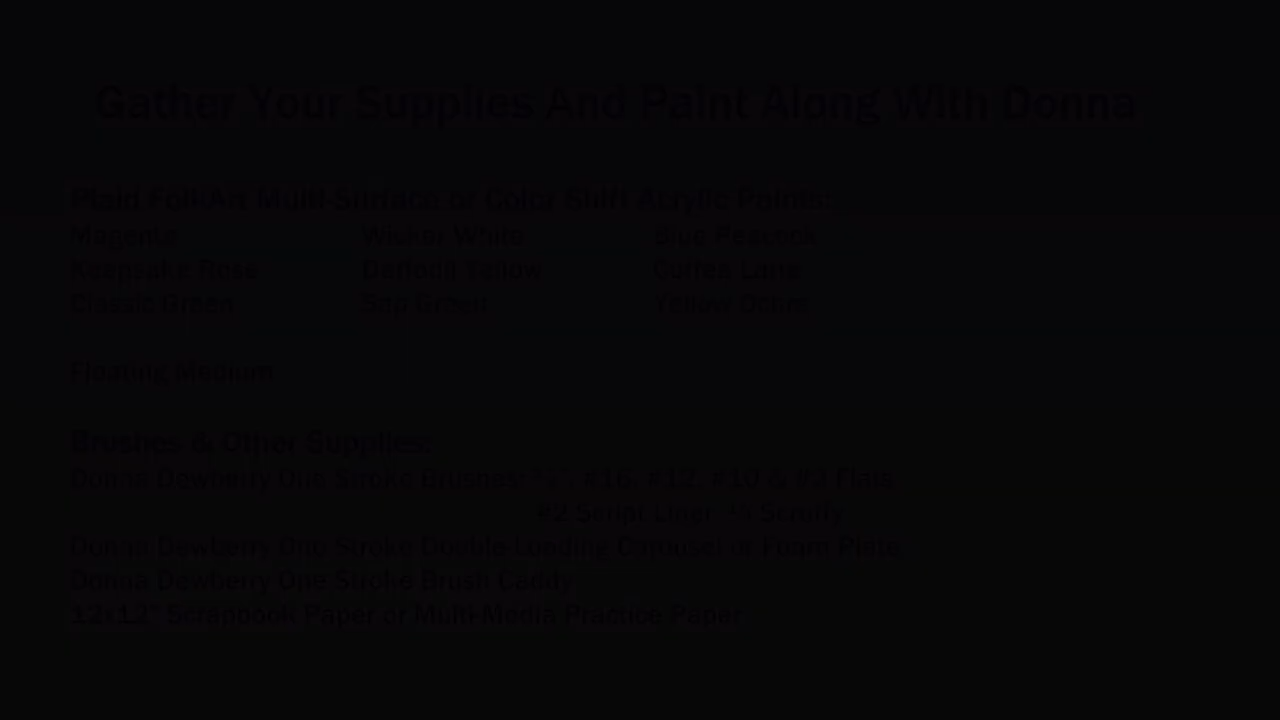 Gather Your Supplies And Paint Along With Donna
Plaid FolkArt Multi-Surface or Color Shift Acrylic Paints:
Magenta Wicker White Blue Peacock
Keepsake Rose Daffodil Yellow Coffee Latte
Classic Green Sap Green Yellow Ochre
Floating Medium
Brushes & Other Supplies:
Donna Dewberry One Stroke Brushes: #16, #12, #10 & Flats
#2 Script Liner, Scruffy
Donna Dewberry One Stroke Double Loading Carousel or Foam Plate
Donna Dewberry One Stroke Brush Caddy
12x12" Scrapbook Paper or Multi-Media Practice Paper